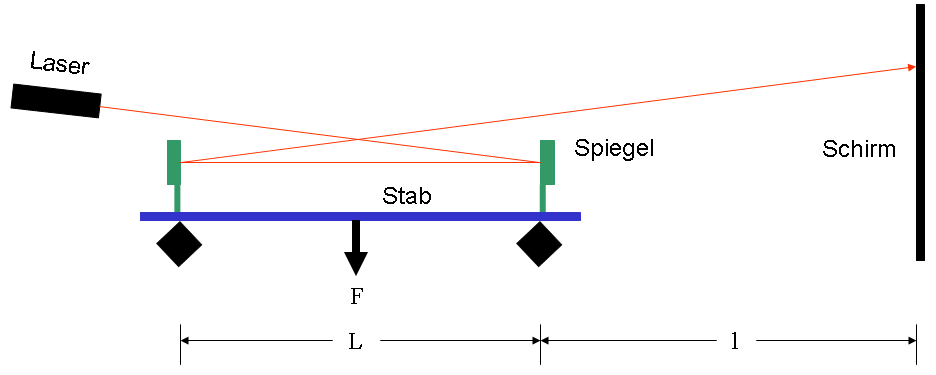 Laser
Spiegel
Schirm
Stab
F
L
l